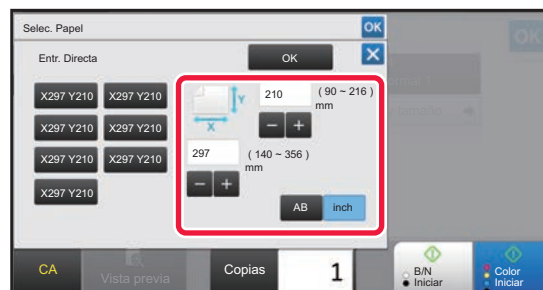 Selec. Papel
OK
OK
Entr. Directa
OK
X297 Y210
X297 Y210
X297 Y210
X297 Y210
X297 Y210
X297 Y210
X297 Y210
Y
X
210
( 90 ~ 216 )
mm
− +
297
( 140 ~ 356 )
mm
− +
AB
inch
CA
Vista previa
Copias
1
B/N
Iniciar
Color
Iniciar